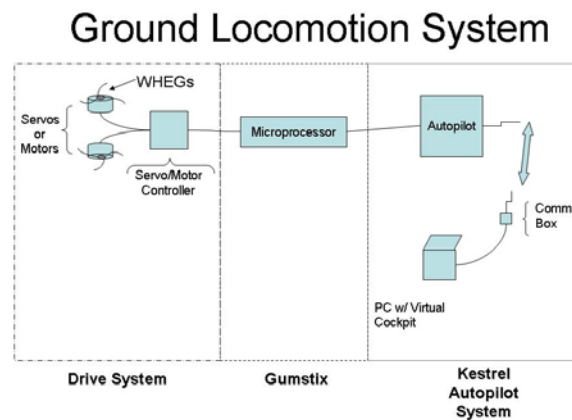 Ground Locomotion System
WHEGs
Servos
or
Motors
Servo/Motor
Controller
Microprocessor
Autopilot
Comm
Box
PC w/ Virtual
Cockpit
Drive System
Gumstix
Kestrel
Autopilot
System